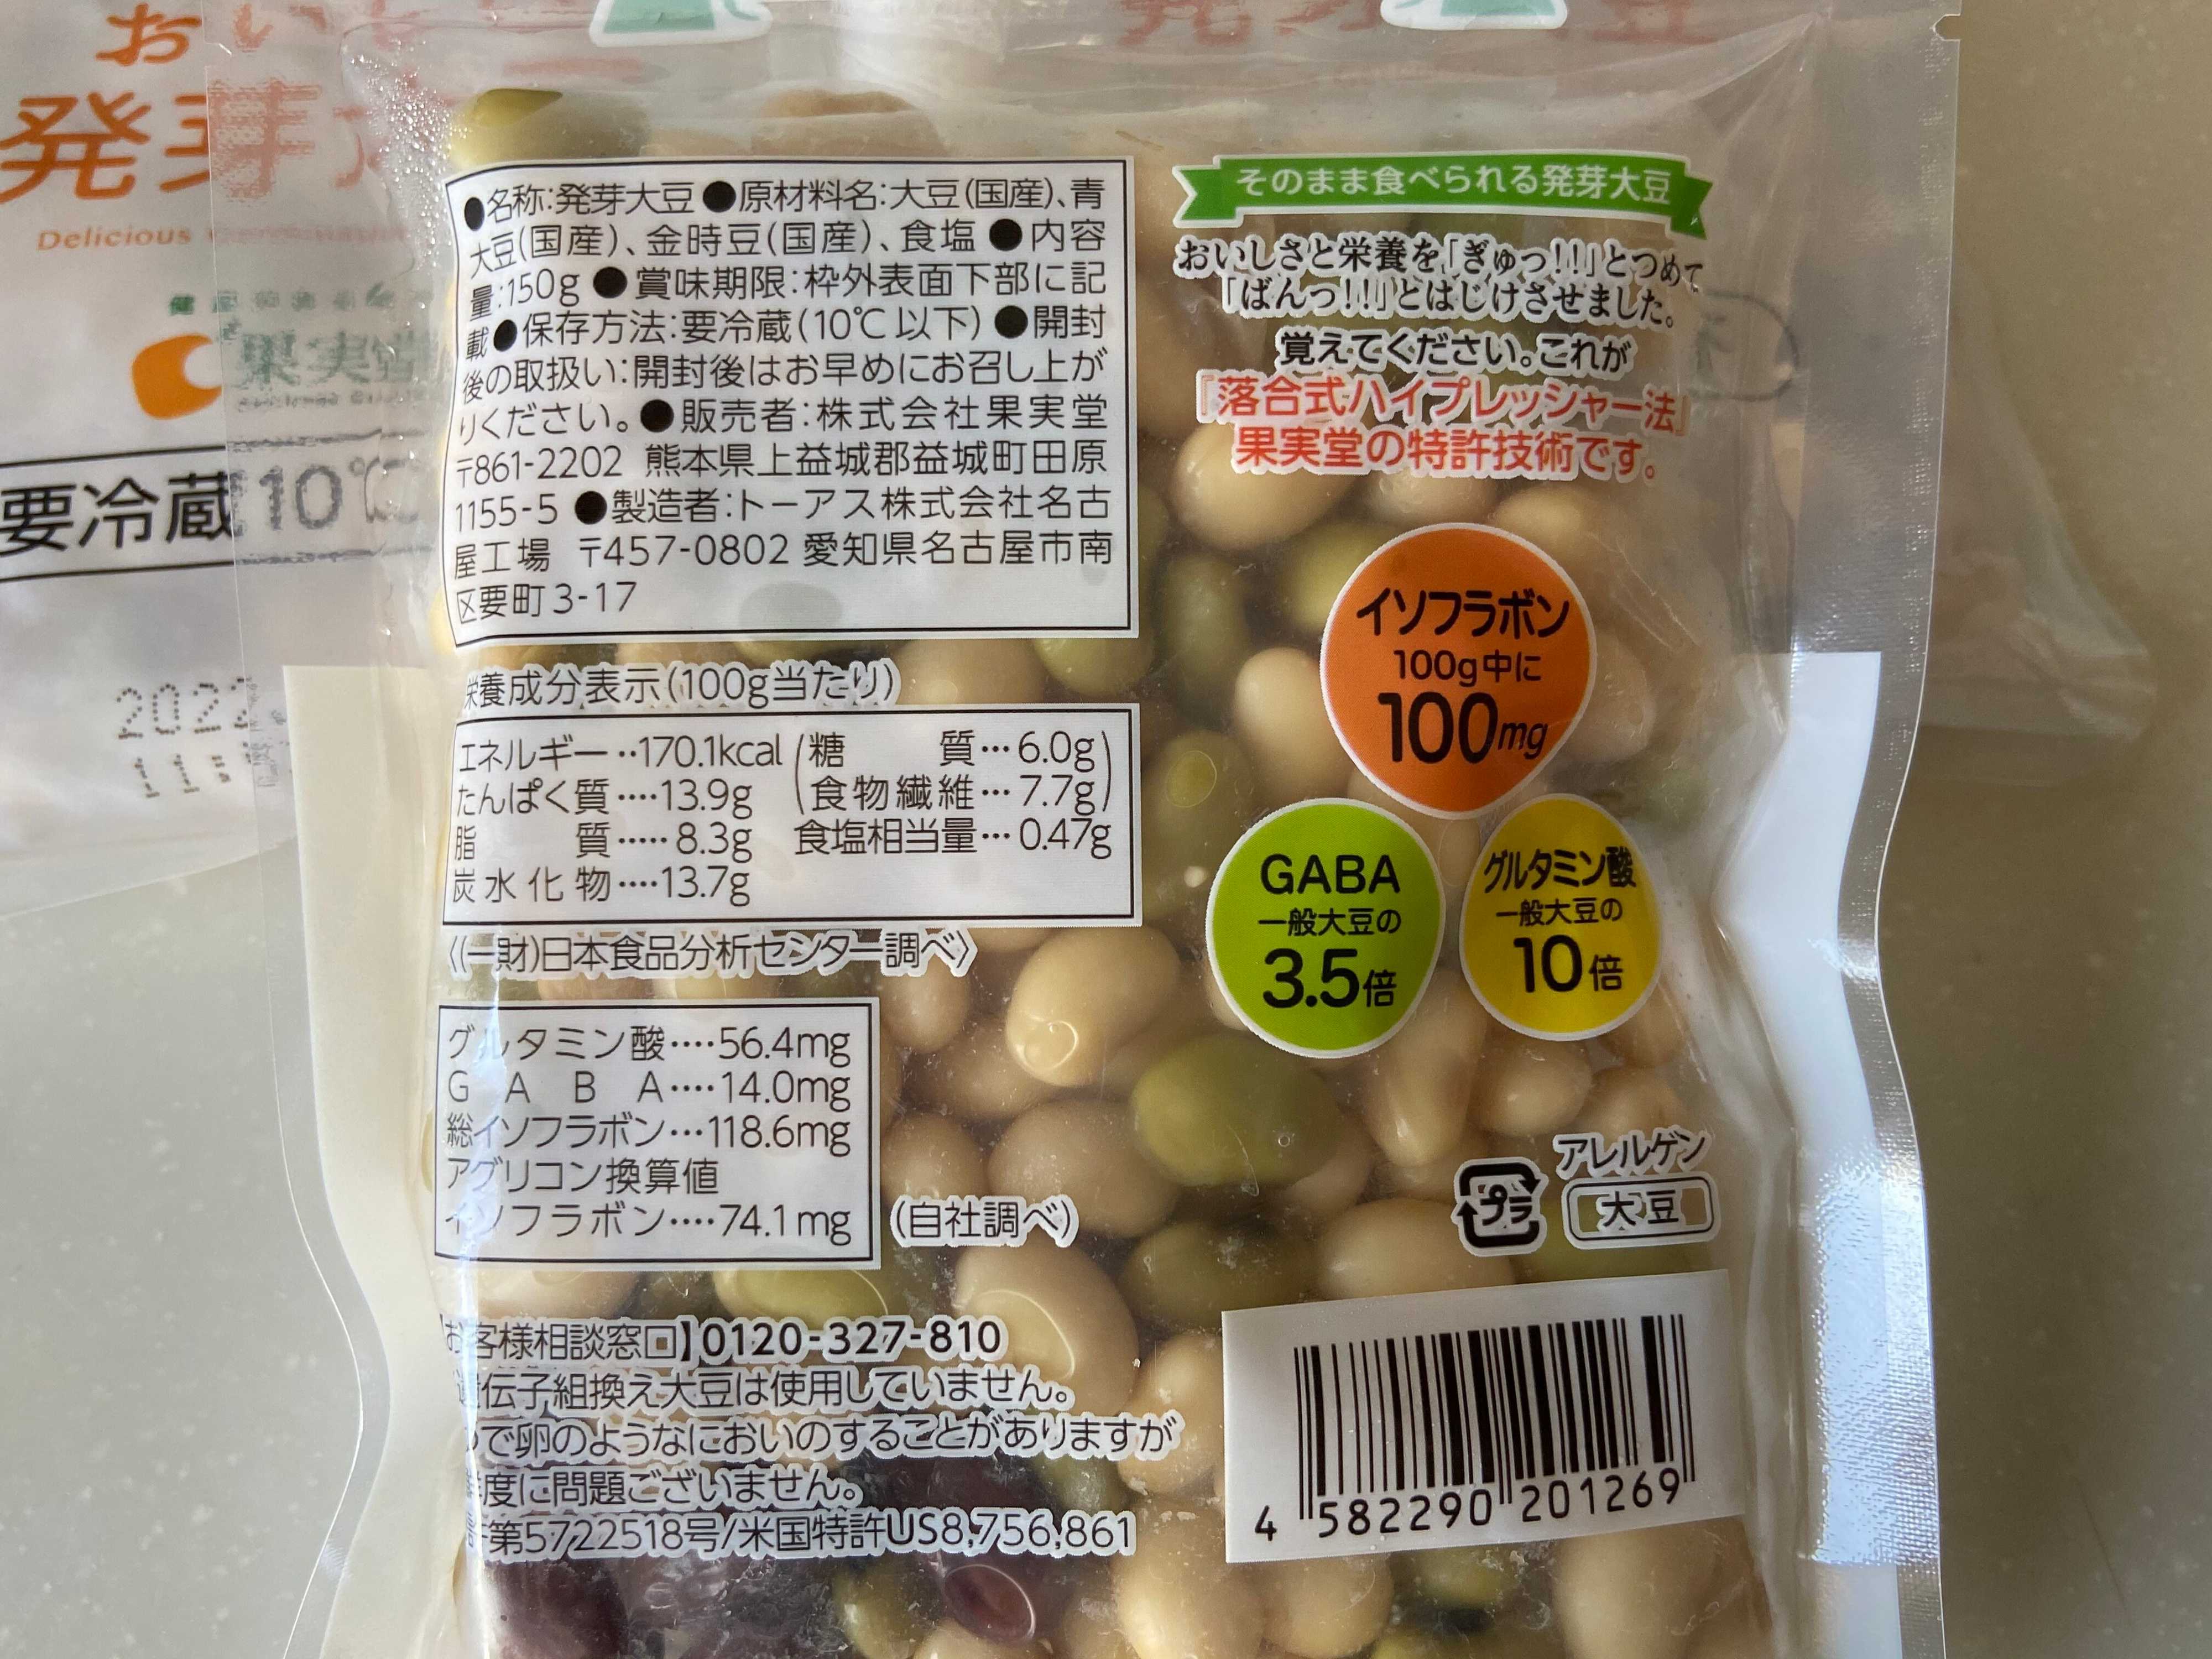 発芽
Delicious
果実堂
要冷蔵10℃
●名称:発芽大豆●原材料名:大豆(国産)、青
大豆(国産)、金時豆(国産)、食塩●内容
量:150g●賞味期限:枠外表面下部に記
載●保存方法:要冷蔵(10℃以下)●開封
後の取扱い:開封後はお早めにお召し上が
りください。●販売者:株式会社果実堂
〒861-2202 熊本県上益城郡益城町田原
1155-5●製造者:トーアス株式会社名古
屋工場 〒457-0802 愛知県名古屋市南
区要町3-17
栄養成分表示(100g当たり)
エネルギー‥170.1kcal (糖 質…6.0g)
たんぱく質‥‥13.9g (食物繊維…7.7g)
脂 質‥‥‥8.3g 食塩相当量…0.47g
炭水化物‥‥13.7g
〈(一財)日本食品分析センター調べ〉
グルタミン酸‥‥56.4mg
GABA‥‥14.0mg
総イソフラボン…118.6mg
アグリコン換算値
イソフラボン‥‥74.1mg (自社調べ)
お客様相談窓口】0120-327-810
伝子組換え大豆は使用していません。
で卵のようなにおいのすることがありますが
度に問題ございません。
第5722518号/米国特許US8,756,861
そのまま食べられる発芽大豆
おいしさと栄養を「ぎゅっ!!」とつめて
「ばんっ!!」とはじけさせました。
覚えてください。これが
『落合式ハイプレッシャー法』
果実堂の特許技術です。
イソフラボン
100g中に
100mg
GABA
一般大豆の
3.5倍
グルタミン酸
一般大豆の
10倍
アレルゲン
プラ 大豆
4 582290 201269